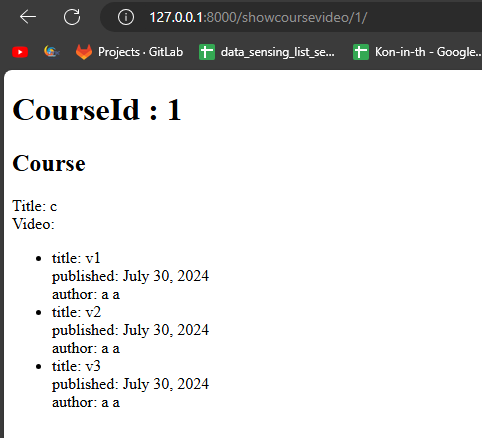 127.0.0.1:8000/showcoursevideo/1/
Projects · GitLab
data_sensing_list_se...
Kon-in-th - Google...
CourseId : 1
Course
Title: c
Video:
title: v1
published: July 30, 2024
author: a a
title: v2
published: July 30, 2024
author: a a
title: v3
published: July 30, 2024
author: a a